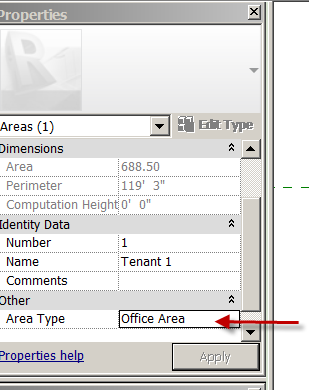 Properties
Areas (1)
Edit Type
Dimensions
Area 688.50
Perimeter 119' 3"
Computation Height 0' 0"
Identity Data
Number 1
Name Tenant 1
Comments
Other
Area Type Office Area
Properties help
Apply